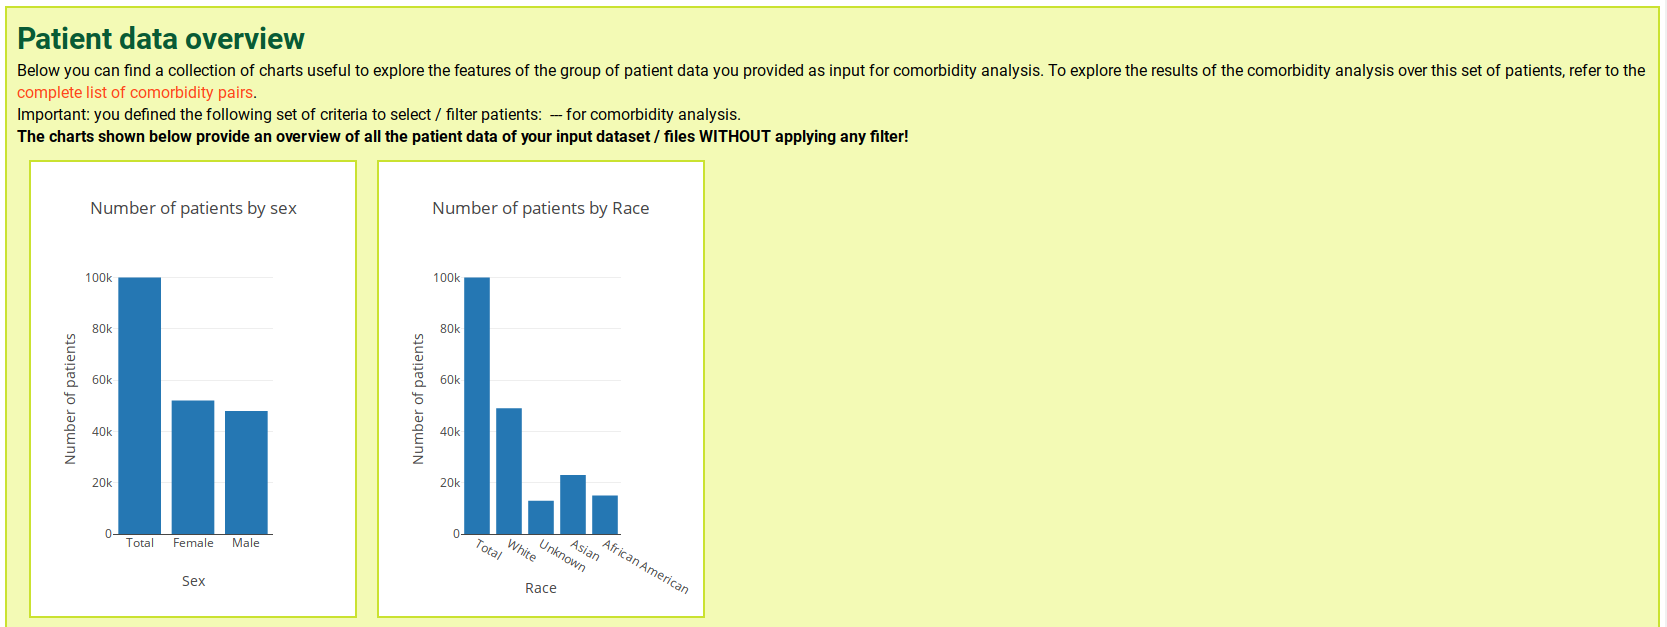 Patient data overview
Below you can find a collection of charts useful to explore the features of the group of patient data you provided as input for comorbidity analysis. To explore the results of the comorbidity analysis over this set of patients, refer to the
complete list of comorbidity pairs.
Important: you defined the following set of criteria to select / filter patients: --- for comorbidity analysis.
The charts shown below provide an overview of all the patient data of your input dataset / files WITHOUT applying any filter!
Number of patients by sex
100k
80k
60k
40k
20k
0
Number of patients
Total Female Male
Sex
Number of patients by Race
100k
80k
60k
40k
20k
0
Number of patients
Total White Unknown Asian African American
Race